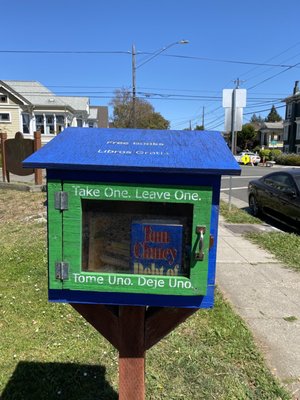 free books
Libros Gratis
Take One. Leave One.
Tom
Clancy
Debt of
Tome Uno. Deje Uno.